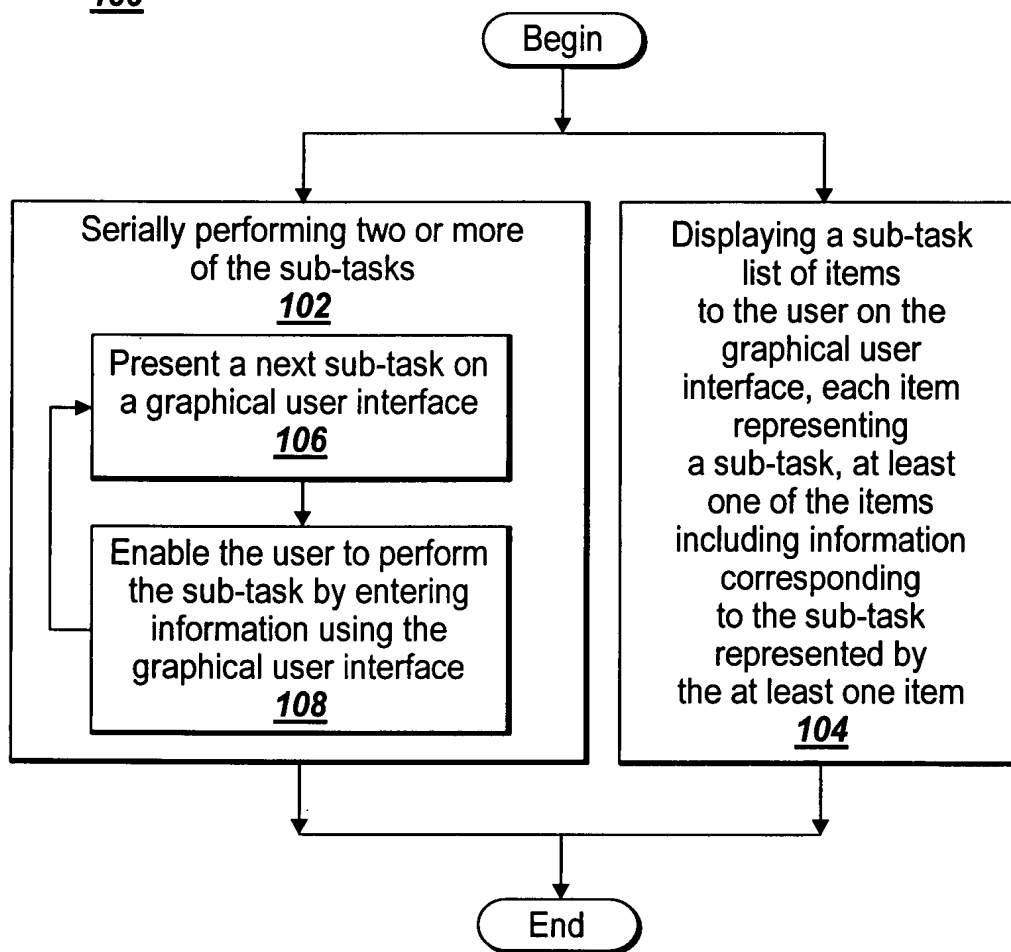 Begin
Serially performing two or more
of the sub-tasks
102
Present a next sub-task on
a graphical user interface
106
Enable the user to perform
the sub-task by entering
information using the
graphical user interface
108
Displaying a sub-task
list of items
to the user on the
graphical user
interface, each item
representing
a sub-task, at least
one of the items
including information
corresponding
to the sub-task
represented by
the at least one item
104
End